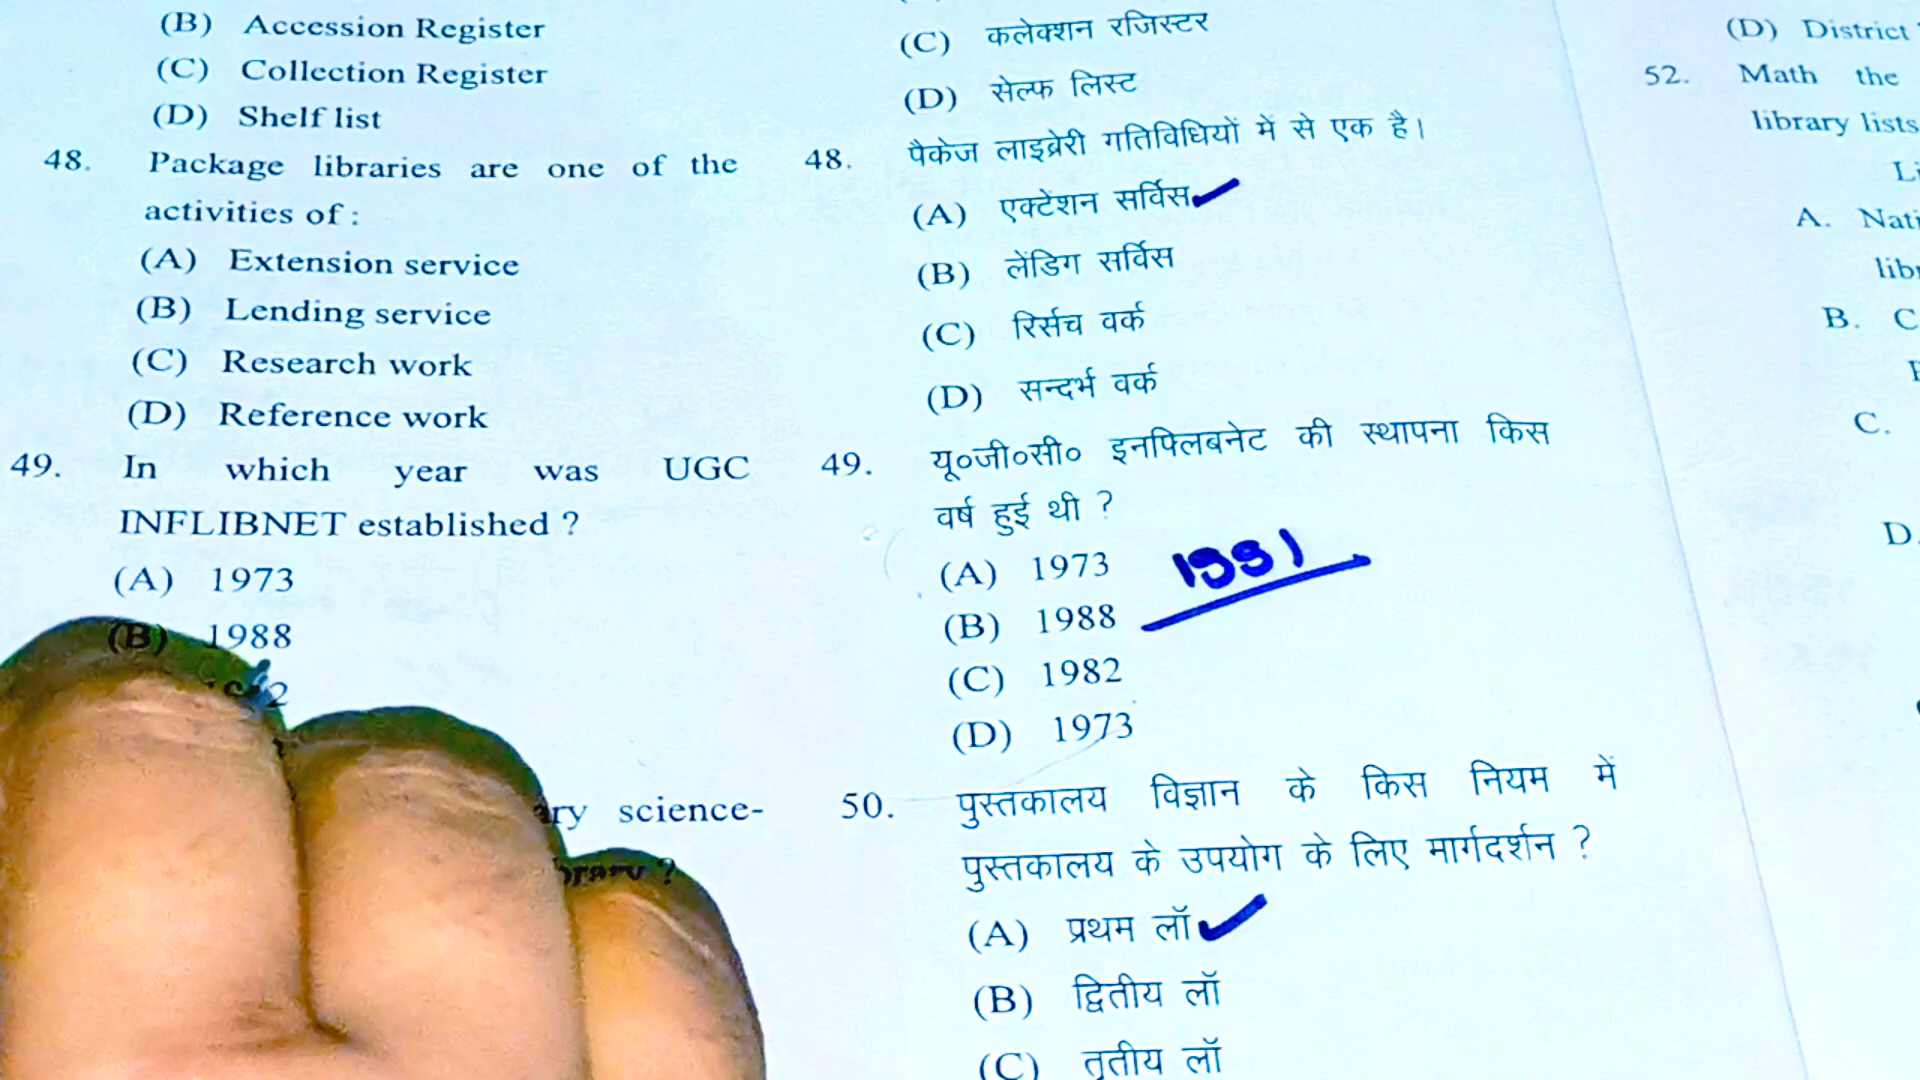 (B) Accession Register
(C) Collection Register
(D) Shelf list
48. Package libraries are one of the
activities of :
(A) Extension service
(B) Lending service
(C) Research work
(D) Reference work
49. In which year was UGC
INFLIBNET established ?
(A) 1973
(B) 1988
science-
(C) कलेक्शन रजिस्टर
(D) सेल्फ लिस्ट
48. पैकेज लाइब्रेरी गतिविधियों में से एक है।
(A) एक्टेंशन सर्विस
(B) लेंडिग सर्विस
(C) रिर्सच वर्क
(D) सन्दर्भ वर्क
49. यू०जी०सी० इनफ्लिबनेट की स्थापना किस
वर्ष हुई थी ?
(A) 1973
1991
(B) 1988
(C) 1982
(D) 1973
50. पुस्तकालय विज्ञान के किस नियम में
पुस्तकालय के उपयोग के लिए मार्गदर्शन ?
(A) प्रथम लॉ
(B) द्वितीय लॉ
(C) तृतीय लॉ
(D) District
52. Math the
library lists
A.
B.
C.
D.